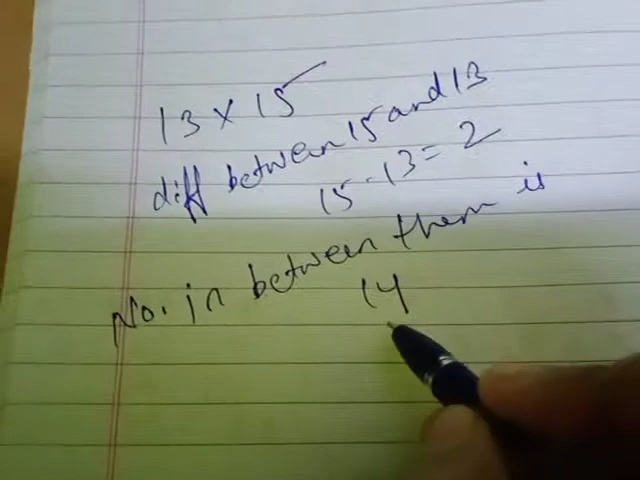 13 × 15
diff between 15 and 13
15 - 13 = 2
No. in between them is
14